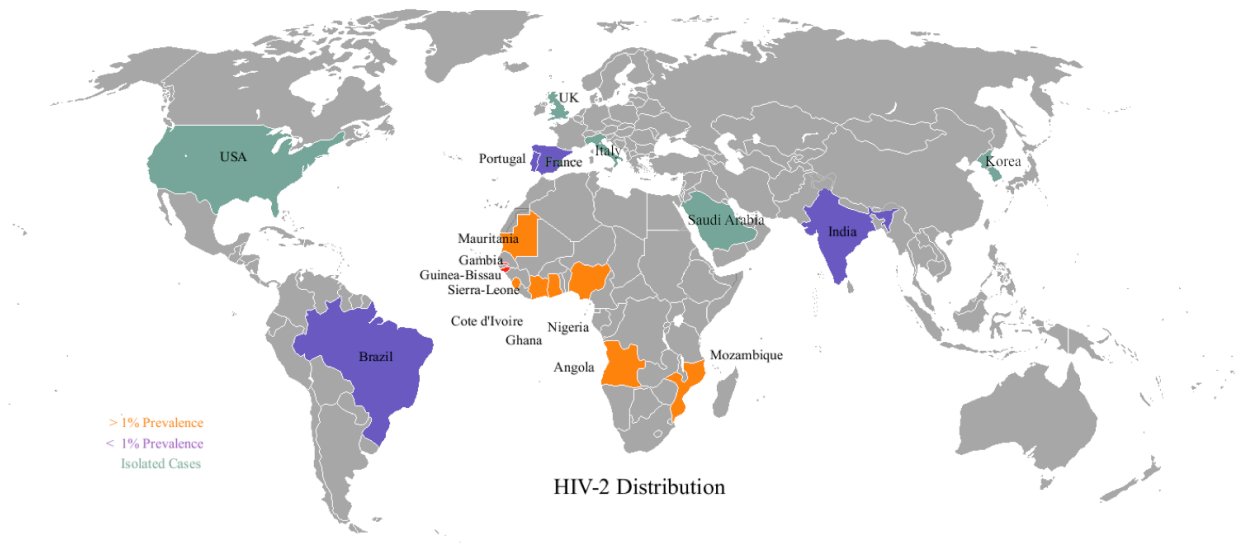 UK
USA
Italy
Portugal
France
Korea
Saudi Arabia
India
Mauritania
Gambia
Guinea-Bissau
Sierra-Leone
Cote d'Ivoire
Nigeria
Ghana
Brazil
Mozambique
Angola
> 1% Prevalence
< 1% Prevalence
Isolated Cases
HIV-2 Distribution